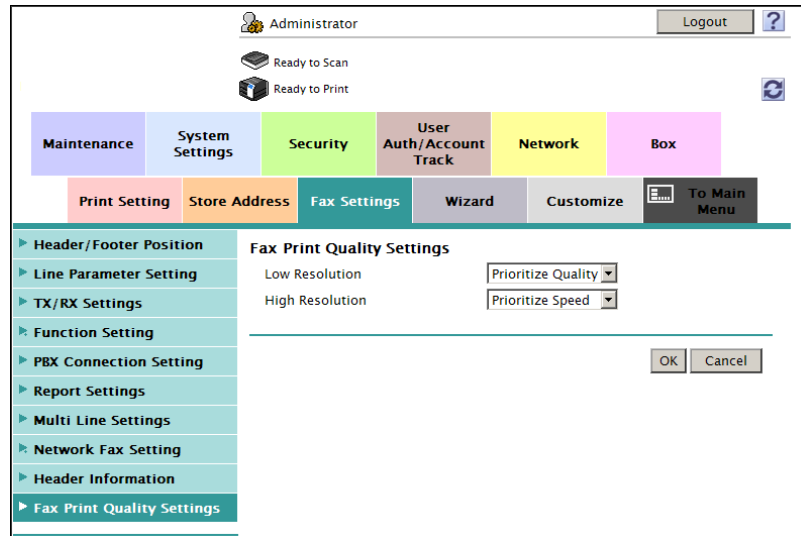 Administrator
Logout
?
Ready to Scan
Ready to Print
Maintenance
System
Settings
Security
User
Auth/Account
Track
Network
Box
Print Setting
Store Address
Fax Settings
Wizard
Customize
To Main
Menu
Header/Footer Position
Line Parameter Setting
TX/RX Settings
Function Setting
PBX Connection Setting
Report Settings
Multi Line Settings
Network Fax Setting
Header Information
Fax Print Quality Settings
Fax Print Quality Settings
Low Resolution Prioritize Quality
High Resolution Prioritize Speed
OK Cancel